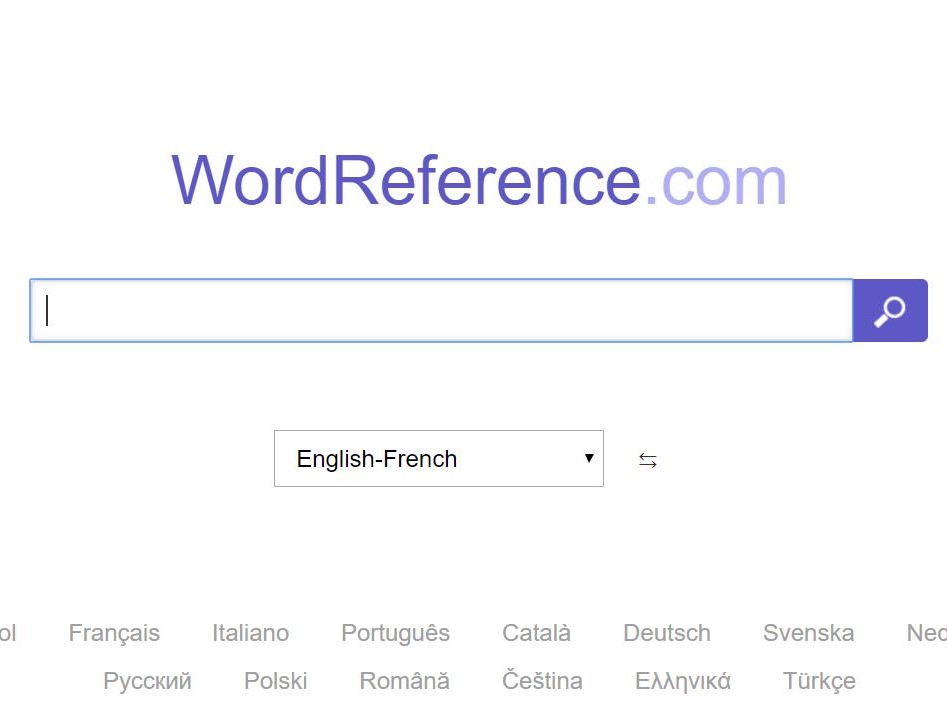 WordReference.com
English-French
ol Français Italiano Português Català Deutsch Svenska Ned
Русский Polski Română Čeština Ελληνικά Türkçe